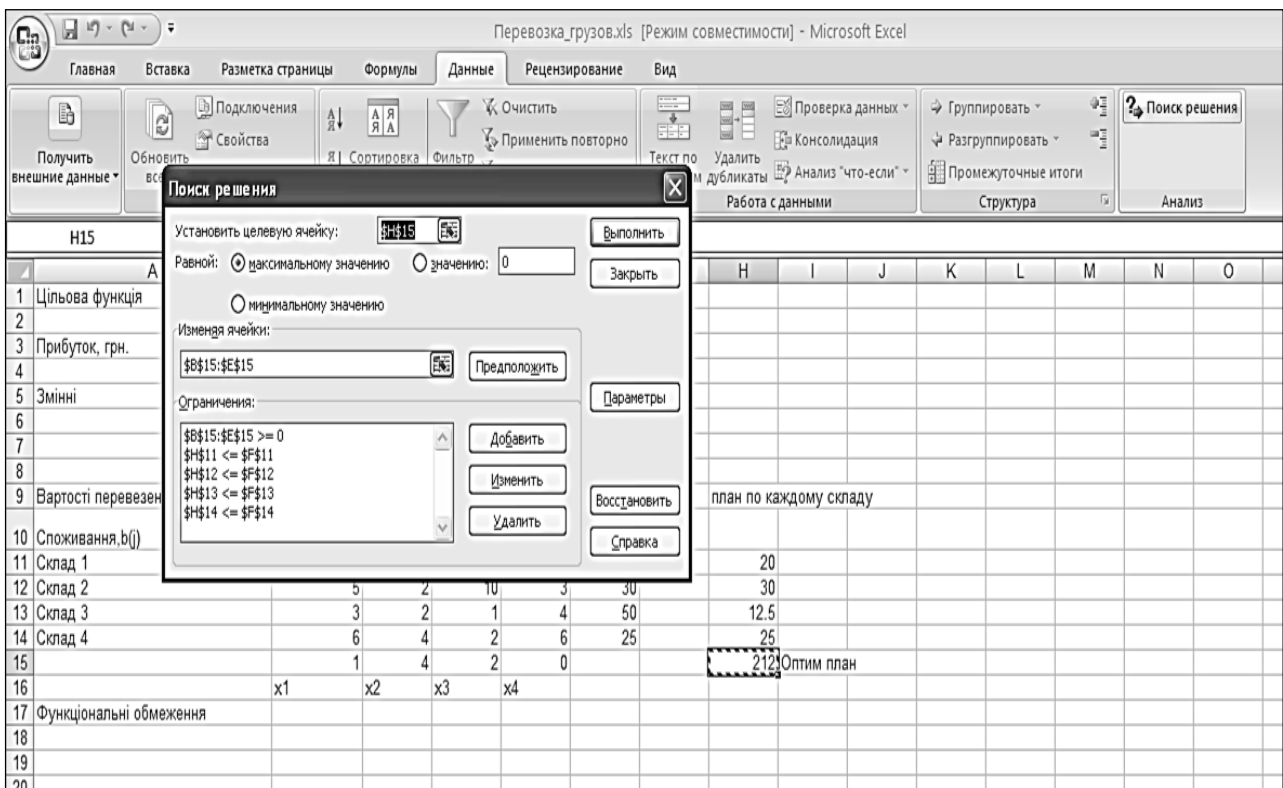 Перевозка_грузов.xls [Режим совместимости] - Microsoft Excel
Главная Вставка Разметка страницы Формулы Данные Рецензирование Вид
Получить внешние данные
Обновить
Подключения
Свойства
Сортировка
Фильтр
Очистить
Применить повторно
Текст по
Удалить дубликаты
Проверка данных
Консолидация
Анализ "что-если"
Работа с данными
Группировать
Разгруппировать
Промежуточные итоги
Структура
Поиск решения
Анализ
H15
Поиск решения
Установить целевую ячейку: $H$15
Равной: максимальному значению значению: 0
минимальному значению
Изменяя ячейки:
$B$15:$E$15
Предположить
Ограничения:
$B$15:$E$15 >= 0
$H$11 <= $F$11
$H$12 <= $F$12
$H$13 <= $F$13
$H$14 <= $F$14
Добавить
Изменить
Удалить
Выполнить
Закрыть
Параметры
Восстановить
Справка
A H I J K L M N O
1 Цільова функція
2
3 Прибуток, грн.
4
5 Змінні
6
7
8
9 Вартості перевезен план по каждому складу
10 Споживання,b(j)
11 Склад 1 20
12 Склад 2 5 2 10 3 30 30
13 Склад 3 3 2 1 4 50 12.5
14 Склад 4 6 4 2 6 25 25
15 1 4 2 0 212 Оптим план
16 x1 x2 x3 x4
17 Функціональні обмеження
18
19
20